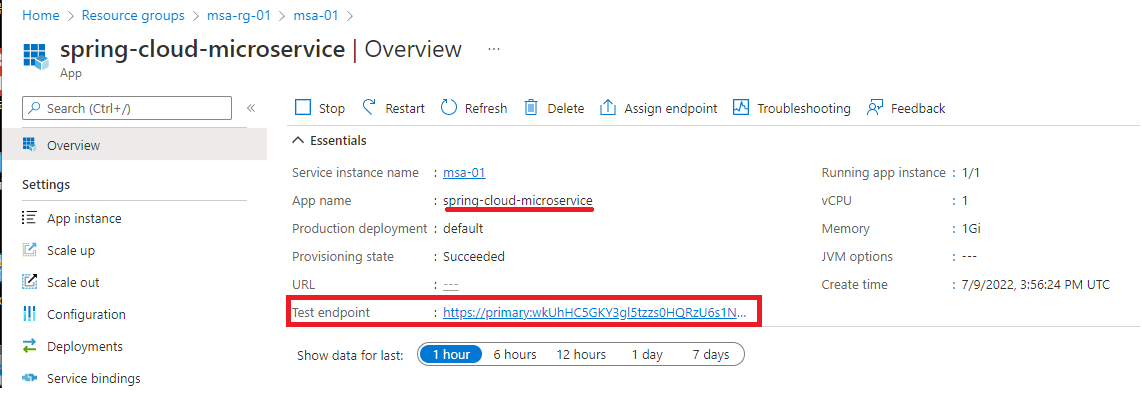 Home > Resource groups > msa-rg-01 > msa-01 >
spring-cloud-microservice | Overview ...
App
Search (Ctrl+/) «
Stop Restart Refresh Delete Assign endpoint Troubleshooting Feedback
Overview
Settings
App instance
Scale up
Scale out
Configuration
Deployments
Service bindings
Essentials
Service instance name : msa-01
App name : spring-cloud-microservice
Production deployment : default
Provisioning state : Succeeded
URL : ---
Test endpoint : https://primary:wkUhHC5GKY3gl5tzzs0HQRzU6s1N...
Running app instance : 1/1
vCPU : 1
Memory : 1Gi
JVM options : ---
Create time : 7/9/2022, 3:56:24 PM UTC
Show data for last: 1 hour 6 hours 12 hours 1 day 7 days